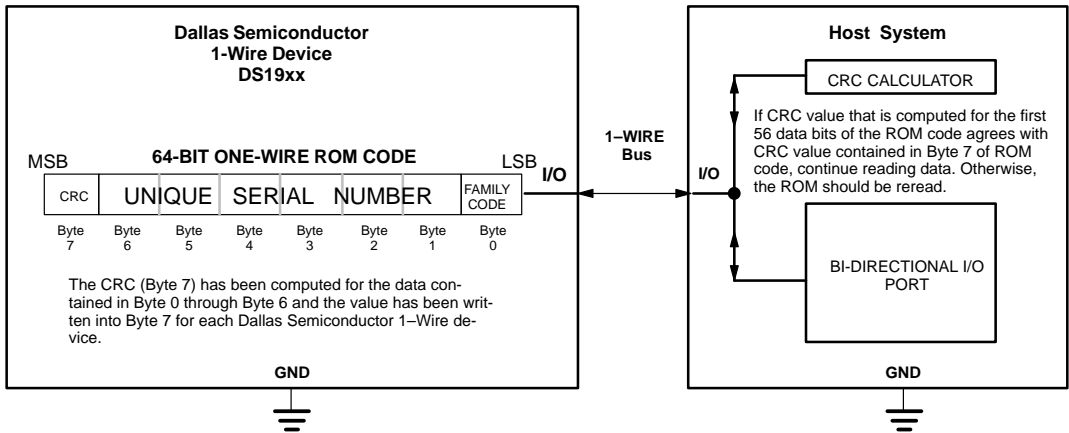 Dallas Semiconductor
1-Wire Device
DS19xx
MSB
64-BIT ONE-WIRE ROM CODE
LSB
I/O
CRC
UNIQUE SERIAL NUMBER
FAMILY
CODE
Byte
7
Byte
6
Byte
5
Byte
4
Byte
3
Byte
2
Byte
1
Byte
0
The CRC (Byte 7) has been computed for the data con-
tained in Byte 0 through Byte 6 and the value has been writ-
ten into Byte 7 for each Dallas Semiconductor 1–Wire de-
vice.
GND
1–WIRE
Bus
Host System
CRC CALCULATOR
If CRC value that is computed for the first
56 data bits of the ROM code agrees with
CRC value contained in Byte 7 of ROM
code, continue reading data. Otherwise,
the ROM should be reread.
I/O
BI-DIRECTIONAL I/O
PORT
GND